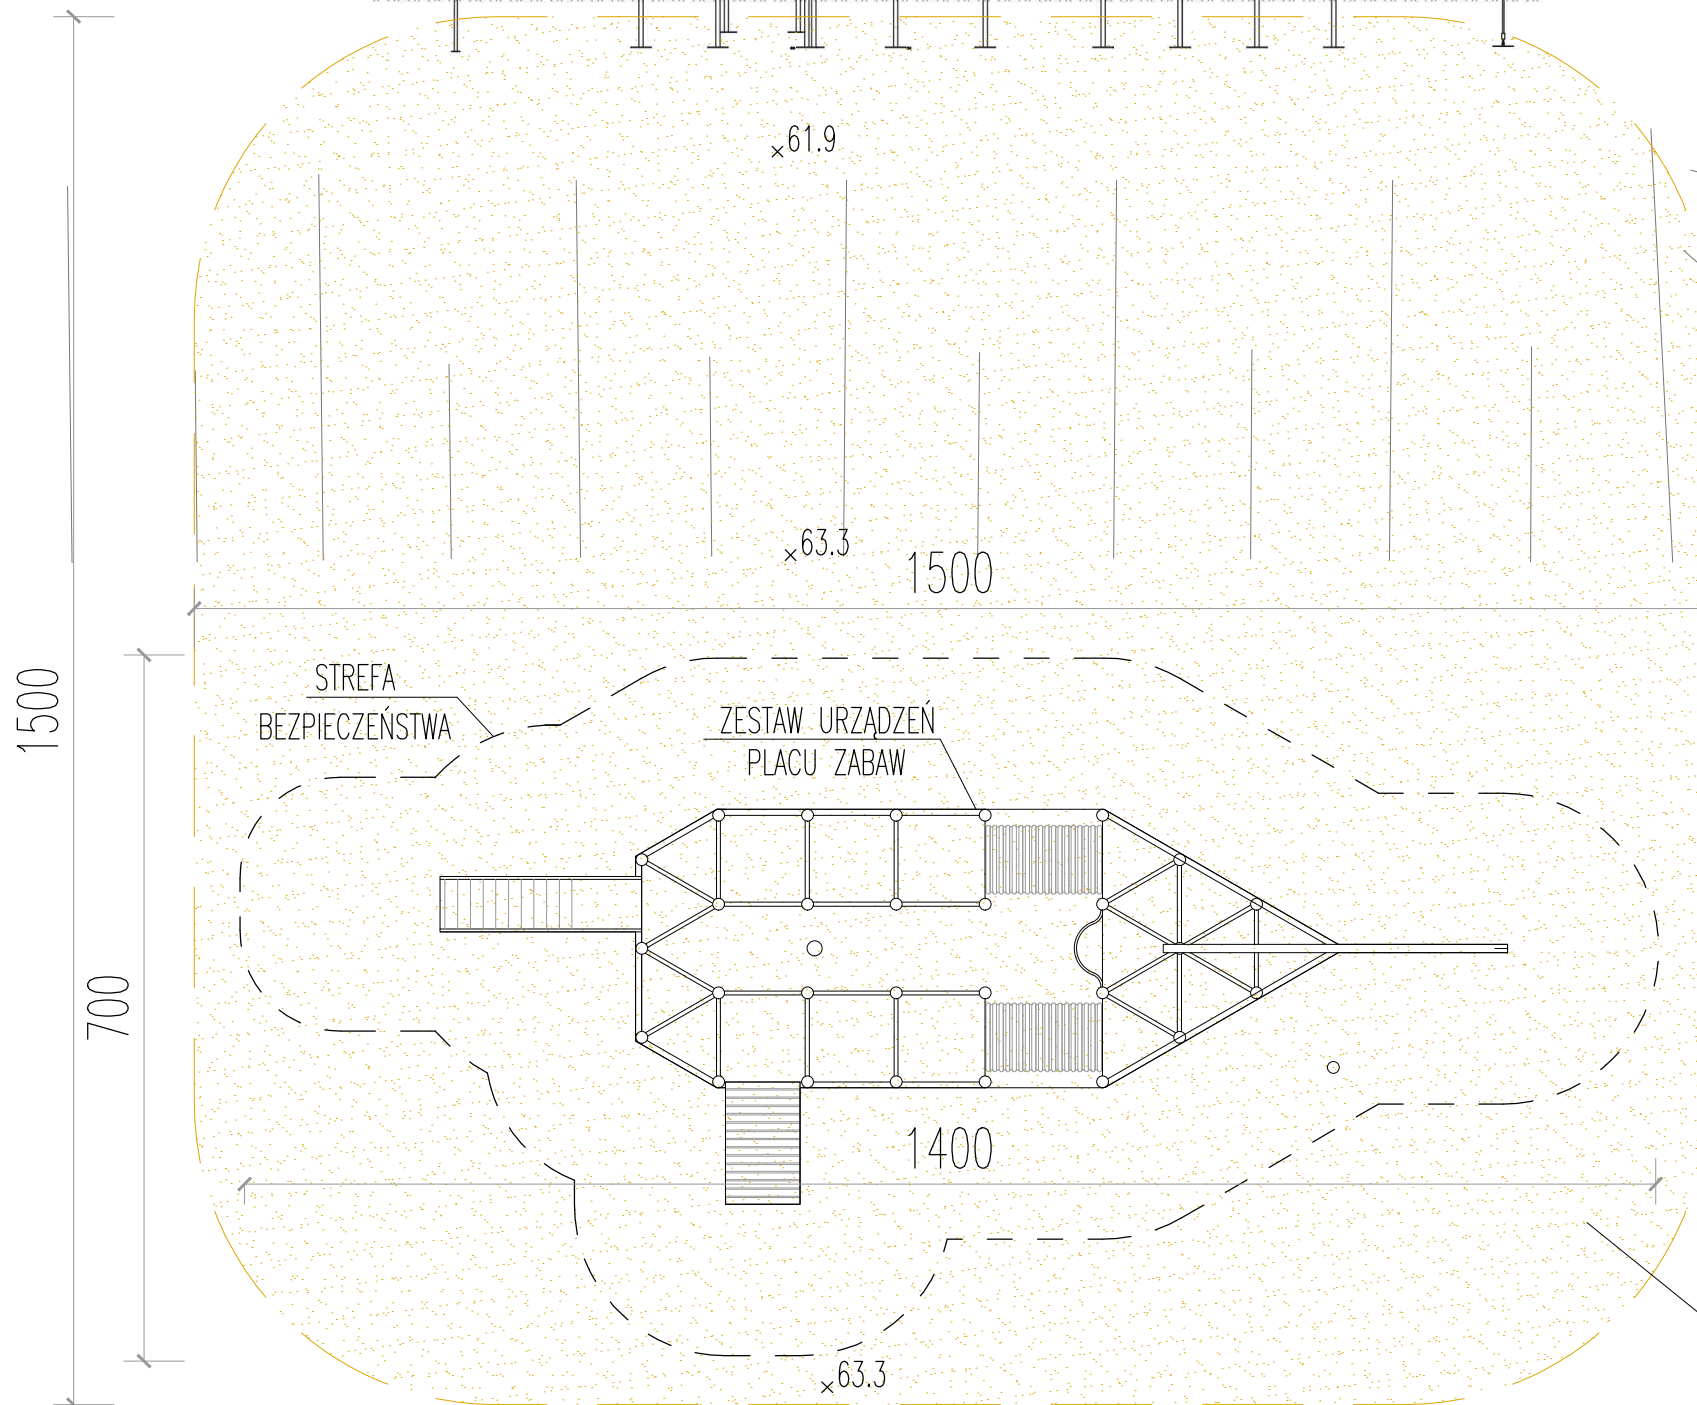 61.9
63.3
1500
1500
STREFA
BEZPIECZEŃSTWA
ZESTAW URZĄDZEŃ
PLACU ZABAW
700
1400
63.3